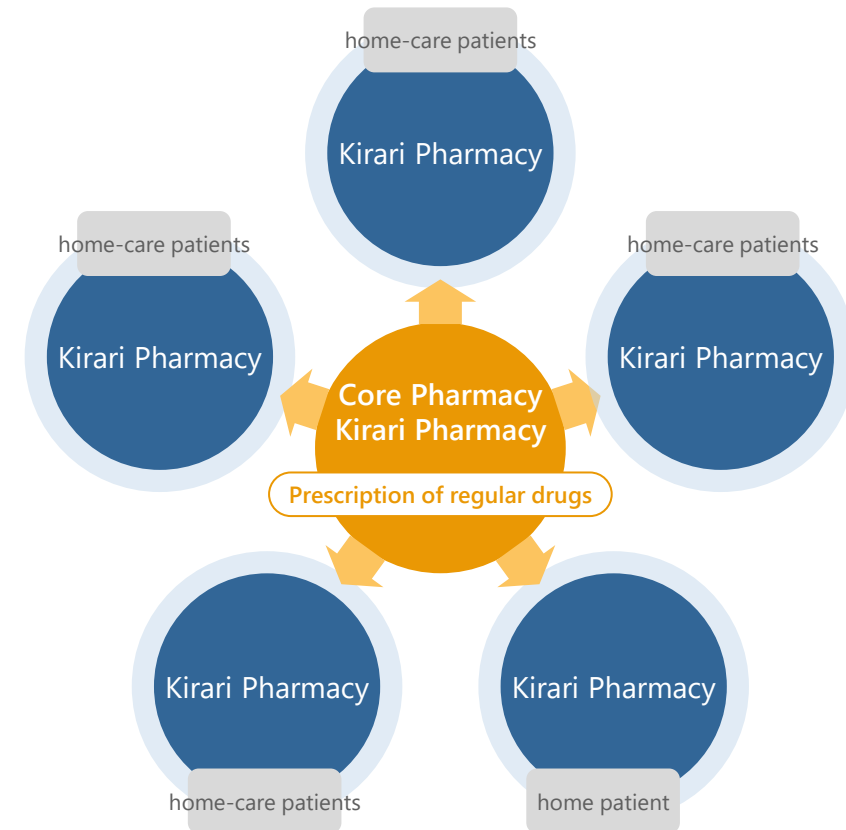 home-care patients
Kirari Pharmacy
home-care patients
Kirari Pharmacy
home-care patients
Kirari Pharmacy
Core Pharmacy
Kirari Pharmacy
Prescription of regular drugs
Kirari Pharmacy
home-care patients
Kirari Pharmacy
home patient